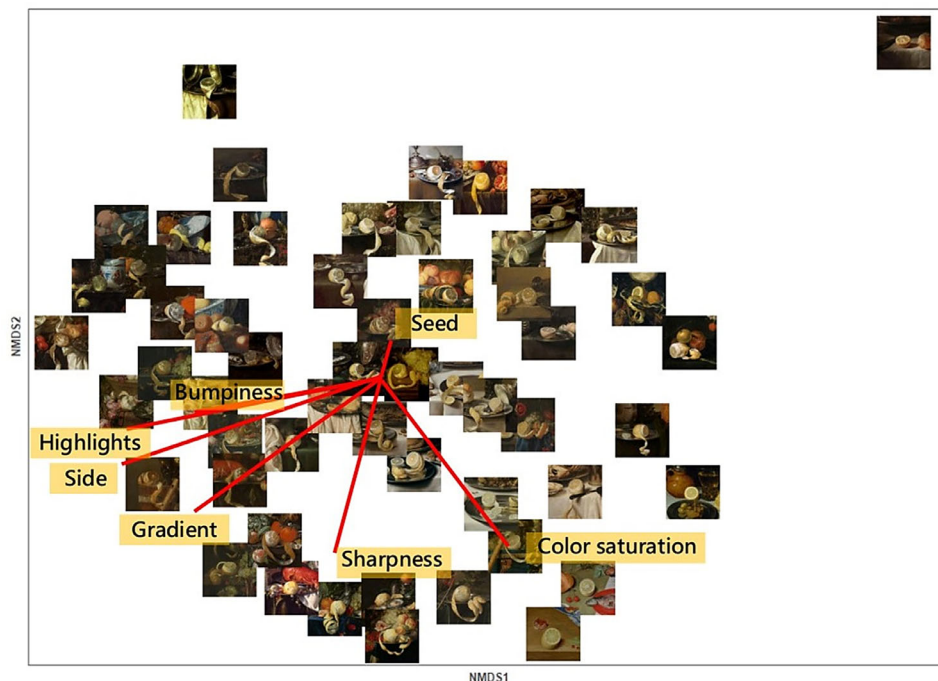 NMDS2
Seed
Bumpiness
Highlights
Side
Gradient
Sharpness
Color saturation
NMDS1